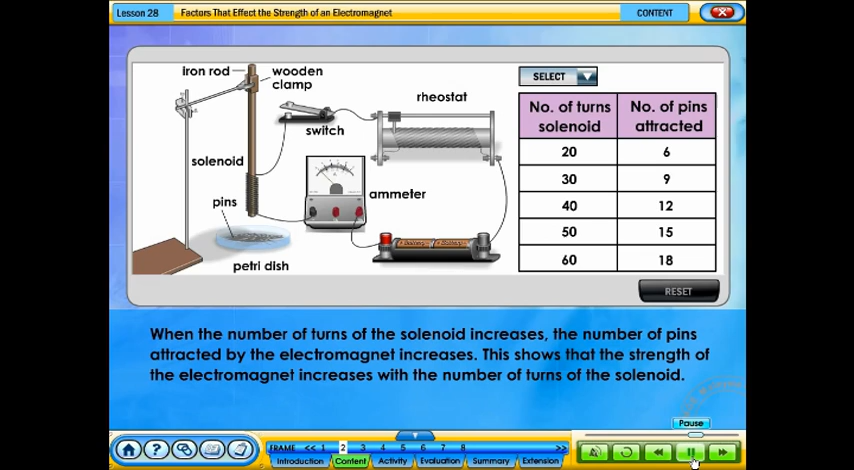 Lesson 28 Factors That Effect the Strength of an Electromagnet CONTENT
iron rod
wooden
clamp
switch
rheostat
solenoid
pins
ammeter
petri dish
SELECT
No. of turns
solenoid
No. of pins
attracted
20 6
30 9
40 12
50 15
60 18
RESET
When the number of turns of the solenoid increases, the number of pins
attracted by the electromagnet increases. This shows that the strength of
the electromagnet increases with the number of turns of the solenoid.
Pause
FRAME << 1 2 3 4 5 6 7 8 >>
Introduction Content Activity Evaluation Summary Extension